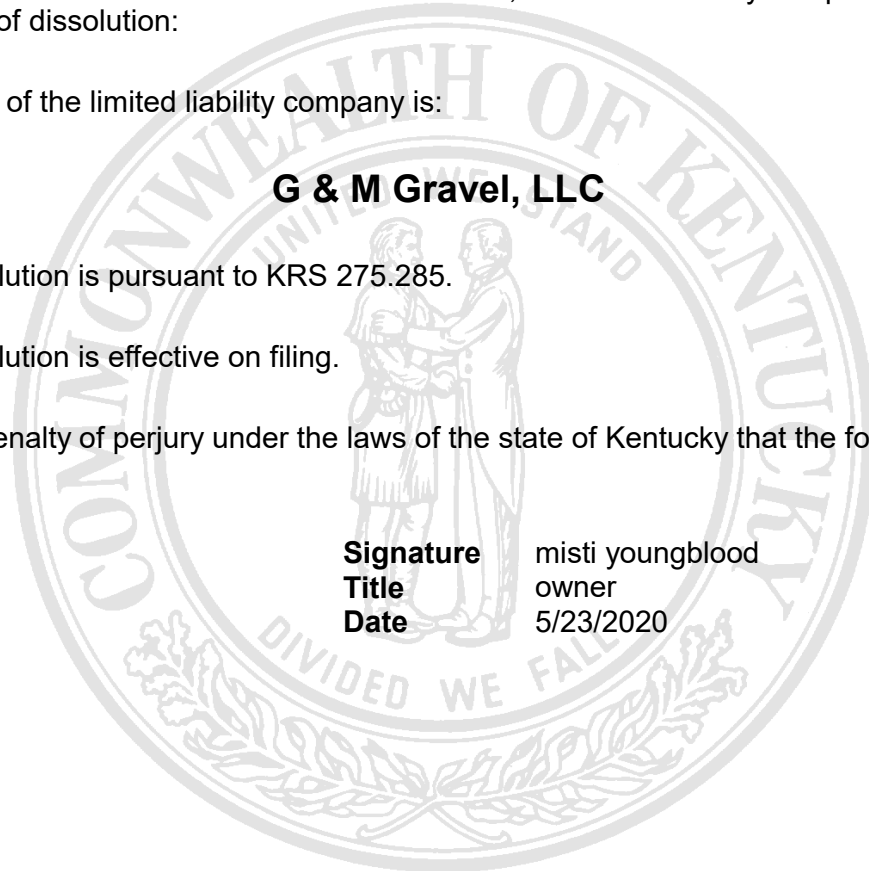 of dissolution:
of the limited liability company is:
G & M Gravel, LLC
lution is pursuant to KRS 275.285.
lution is effective on filing.
enalty of perjury under the laws of the state of Kentucky that the fo
Signature misti youngblood
Title owner
Date 5/23/2020
COMMONWEALTH OF KENTUCKY
UNITED WE STAND
DIVIDED WE FALL